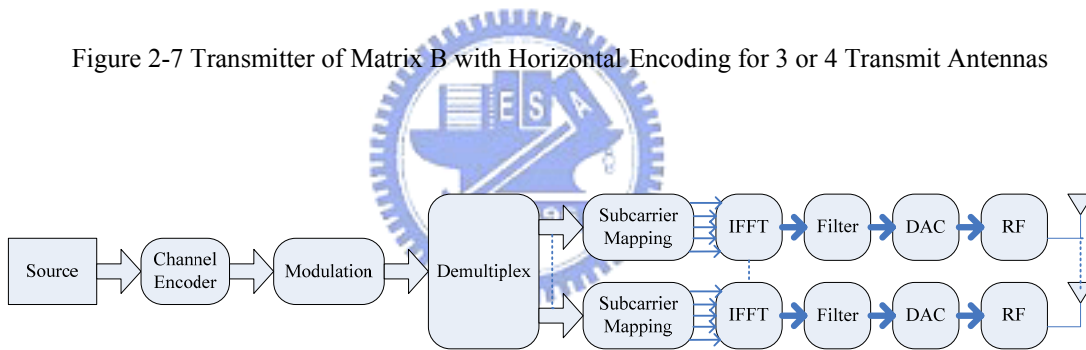 Figure 2-7 Transmitter of Matrix B with Horizontal Encoding for 3 or 4 Transmit Antennas
E S A
Source
Channel
Encoder
Modulation
Demultiplex
Subcarrier
Mapping
IFFT
Filter
DAC
RF
Subcarrier
Mapping
IFFT
Filter
DAC
RF